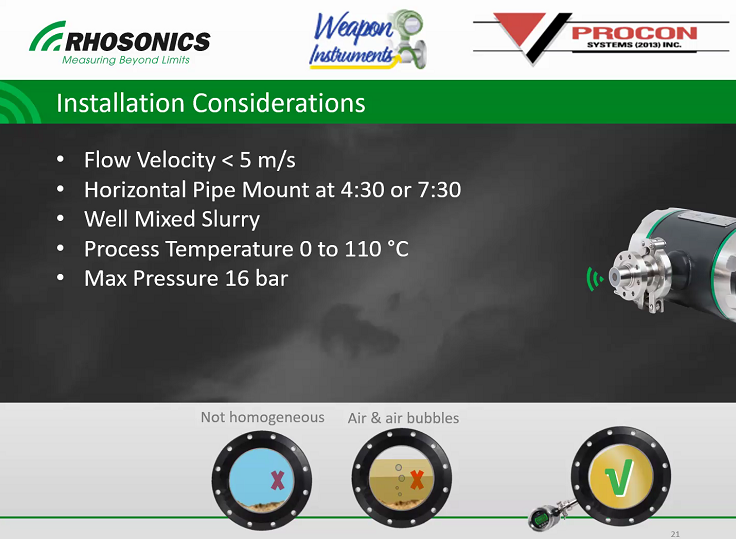 RHOSONICS
Measuring Beyond Limits
Weapon
Instruments
PROCON
SYSTEMS (2013) INC.
Installation Considerations
• Flow Velocity < 5 m/s
• Horizontal Pipe Mount at 4:30 or 7:30
• Well Mixed Slurry
• Process Temperature 0 to 110 °C
• Max Pressure 16 bar
Not homogeneous
Air & air bubbles
X
X
√
21